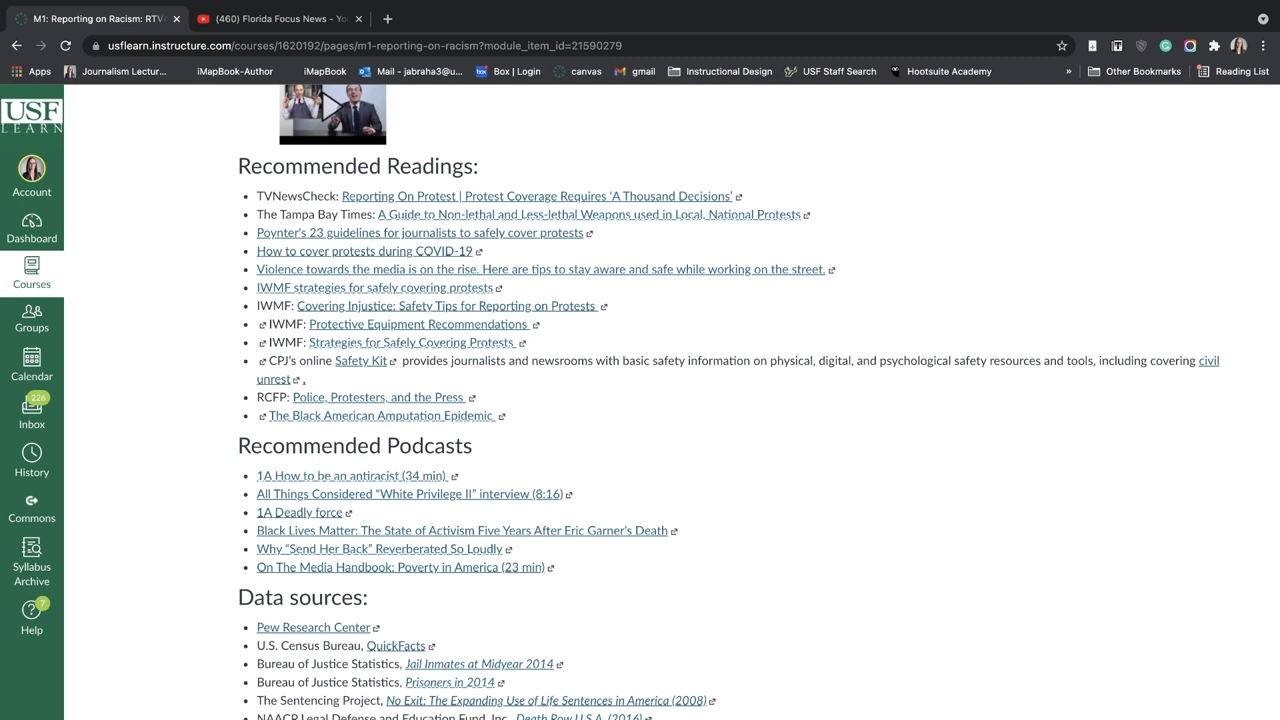 M1: Reporting on Racism: RTV
(460) Florida Focus News - Yo
usflearn.instructure.com/courses/1620192/pages/m1-reporting-on-racism?module_item_id=21590279
Apps Journalism Lectur... iMapBook-Author iMapBook Mail - jabraha3@u... Box | Login canvas gmail Instructional Design USF Staff Search Hootsuite Academy » Other Bookmarks Reading List
USF
LEARN
Account
Dashboard
Courses
Groups
Calendar
226
Inbox
History
Commons
Syllabus
Archive
7
Help
Recommended Readings:
TVNewsCheck: Reporting On Protest | Protest Coverage Requires ‘A Thousand Decisions’
The Tampa Bay Times: A Guide to Non-lethal and Less-lethal Weapons used in Local, National Protests
Poynter's 23 guidelines for journalists to safely cover protests
How to cover protests during COVID-19
Violence towards the media is on the rise. Here are tips to stay aware and safe while working on the street.
IWMF strategies for safely covering protests
IWMF: Covering Injustice: Safety Tips for Reporting on Protests
IWMF: Protective Equipment Recommendations
IWMF: Strategies for Safely Covering Protests
CPJ’s online Safety Kit provides journalists and newsrooms with basic safety information on physical, digital, and psychological safety resources and tools, including covering civil
unrest .
RCFP: Police, Protesters, and the Press
The Black American Amputation Epidemic
Recommended Podcasts
1A How to be an antiracist (34 min)
All Things Considered “White Privilege II” interview (8:16)
1A Deadly force
Black Lives Matter: The State of Activism Five Years After Eric Garner’s Death
Why “Send Her Back” Reverberated So Loudly
On The Media Handbook: Poverty in America (23 min)
Data sources:
Pew Research Center
U.S. Census Bureau, QuickFacts
Bureau of Justice Statistics, Jail Inmates at Midyear 2014
Bureau of Justice Statistics, Prisoners in 2014
The Sentencing Project, No Exit: The Expanding Use of Life Sentences in America (2008)
NAACP Legal Defense and Education Fund, Inc., Death Row U.S.A. (2016)